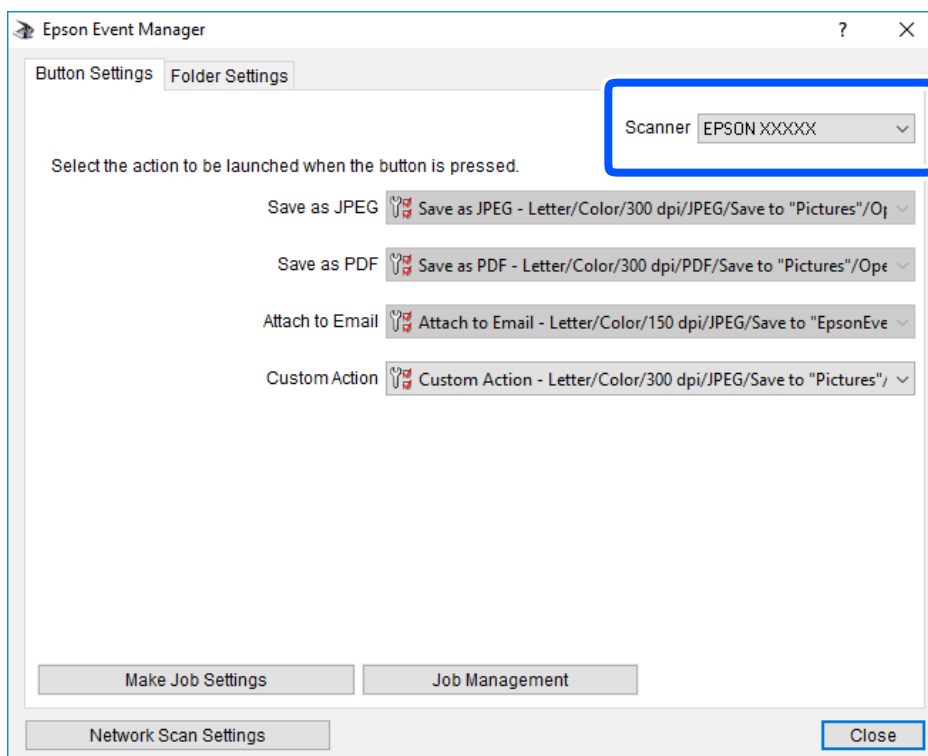 Epson Event Manager ?
Button Settings Folder Settings
Scanner EPSON XXXXX
Select the action to be launched when the button is pressed.
Save as JPEG Save as JPEG - Letter/Color/300 dpi/JPEG/Save to "Pictures"/Op
Save as PDF Save as PDF - Letter/Color/300 dpi/PDF/Save to "Pictures"/Ope
Attach to Email Attach to Email - Letter/Color/150 dpi/JPEG/Save to "EpsonEve
Custom Action Custom Action - Letter/Color/300 dpi/JPEG/Save to "Pictures"/
Make Job Settings Job Management
Network Scan Settings Close